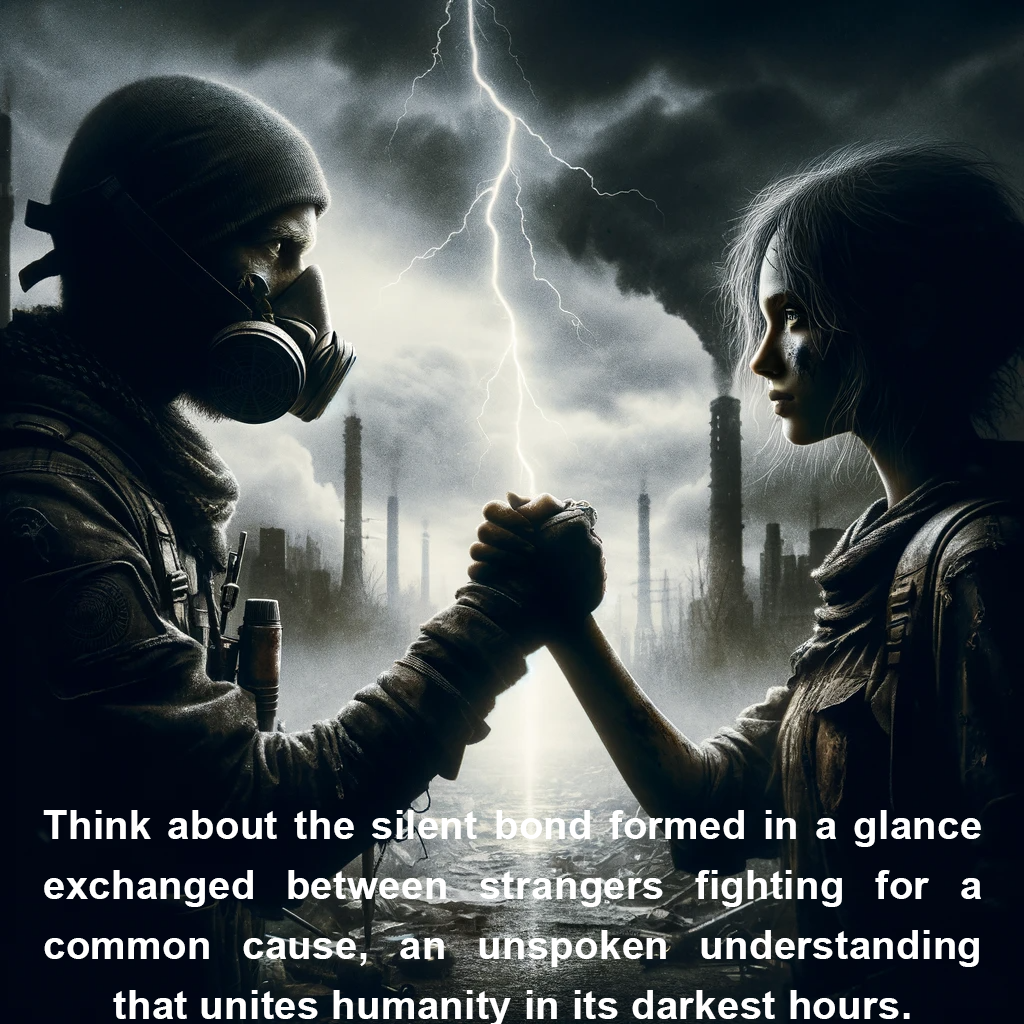 Think about the silent bond formed in a glance
exchanged between strangers fighting for a
common cause, an unspoken understanding
that unites humanity in its darkest hours.